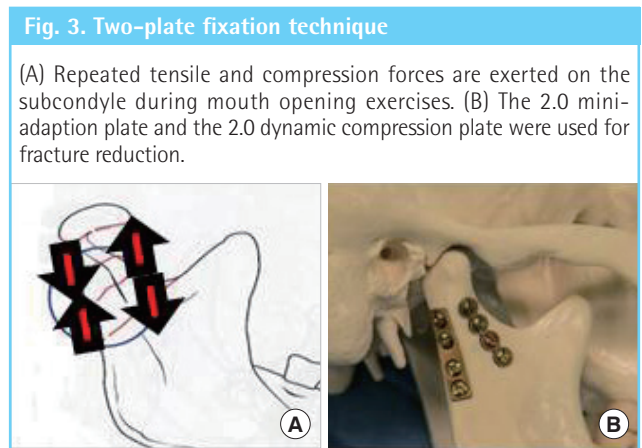 Fig. 3. Two-plate fixation technique
(A) Repeated tensile and compression forces are exerted on the
subcondyle during mouth opening exercises. (B) The 2.0 mini-
adaption plate and the 2.0 dynamic compression plate were used for
fracture reduction.
A
B